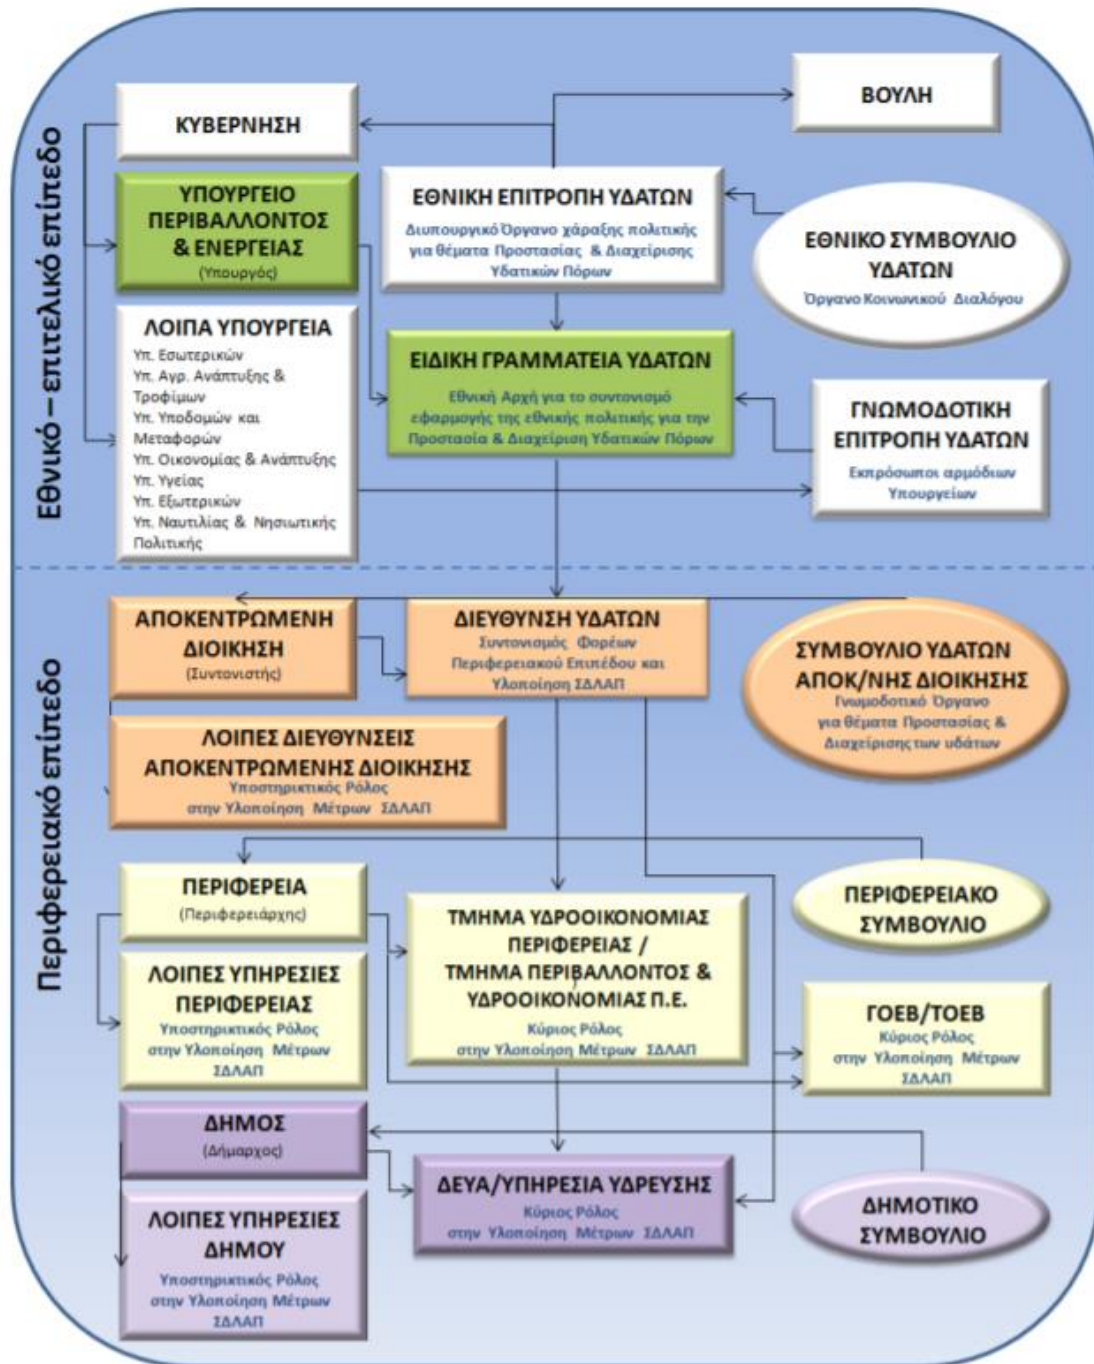 Εθνικό – επιτελικό επίπεδο
ΚΥΒΕΡΝΗΣΗ
ΒΟΥΛΗ
ΥΠΟΥΡΓΕΙΟ
ΠΕΡΙΒΑΛΛΟΝΤΟΣ
& ΕΝΕΡΓΕΙΑΣ
(Υπουργός)
ΕΘΝΙΚΗ ΕΠΙΤΡΟΠΗ ΥΔΑΤΩΝ
Διυπουργικό Όργανο χάραξης πολιτικής
για θέματα Προστασίας & Διαχείρισης
Υδατικών Πόρων
ΕΘΝΙΚΟ ΣΥΜΒΟΥΛΙΟ
ΥΔΑΤΩΝ
Όργανο Κοινωνικού Διαλόγου
ΛΟΙΠΑ ΥΠΟΥΡΓΕΙΑ
Υπ. Εσωτερικών
Υπ. Αγρ. Ανάπτυξης &
Τροφίμων
Υπ. Υποδομών και
Μεταφορών
Υπ. Οικονομίας & Ανάπτυξης
Υπ. Υγείας
Υπ. Εξωτερικών
Υπ. Ναυτιλίας & Νησιωτικής
Πολιτικής
ΕΙΔΙΚΗ ΓΡΑΜΜΑΤΕΙΑ ΥΔΑΤΩΝ
Εθνική Αρχή για το συντονισμό
εφαρμογής της εθνικής πολιτικής για την
Προστασία & Διαχείριση Υδατικών Πόρων
ΓΝΩΜΟΔΟΤΙΚΗ
ΕΠΙΤΡΟΠΗ ΥΔΑΤΩΝ
Εκπρόσωποι αρμόδιων
Υπουργείων
Περιφερειακό επίπεδο
ΑΠΟΚΕΝΤΡΩΜΕΝΗ
ΔΙΟΙΚΗΣΗ
(Συντονιστής)
ΔΙΕΥΘΥΝΣΗ ΥΔΑΤΩΝ
Συντονισμός Φορέων
Περιφερειακού Επιπέδου και
Υλοποίηση ΣΔΛΑΠ
ΣΥΜΒΟΥΛΙΟ ΥΔΑΤΩΝ
ΑΠΟΚ/ΝΗΣ ΔΙΟΙΚΗΣΗΣ
Γνωμοδοτικό Όργανο
για θέματα Προστασίας &
Διαχείρισης των υδάτων
ΛΟΙΠΕΣ ΔΙΕΥΘΥΝΣΕΙΣ
ΑΠΟΚΕΝΤΡΩΜΕΝΗΣ ΔΙΟΙΚΗΣΗΣ
Υποστηρικτικός Ρόλος
στην Υλοποίηση Μέτρων ΣΔΛΑΠ
ΠΕΡΙΦΕΡΕΙΑ
(Περιφερειάρχης)
ΤΜΗΜΑ ΥΔΡΟΟΙΚΟΝΟΜΙΑΣ
ΠΕΡΙΦΕΡΕΙΑΣ /
ΤΜΗΜΑ ΠΕΡΙΒΑΛΛΟΝΤΟΣ &
ΥΔΡΟΟΙΚΟΝΟΜΙΑΣ Π.Ε.
Κύριος Ρόλος
στην Υλοποίηση Μέτρων ΣΔΛΑΠ
ΠΕΡΙΦΕΡΕΙΑΚΟ
ΣΥΜΒΟΥΛΙΟ
ΛΟΙΠΕΣ ΥΠΗΡΕΣΙΕΣ
ΠΕΡΙΦΕΡΕΙΑΣ
Υποστηρικτικός Ρόλος
στην Υλοποίηση Μέτρων
ΣΔΛΑΠ
ΓΟΕΒ/ΤΟΕΒ
Κύριος Ρόλος
στην Υλοποίηση Μέτρων
ΣΔΛΑΠ
ΔΗΜΟΣ
(Δήμαρχος)
ΔΕΥΑ/ΥΠΗΡΕΣΙΑ ΥΔΡΕΥΣΗΣ
Κύριος Ρόλος
στην Υλοποίηση Μέτρων ΣΔΛΑΠ
ΔΗΜΟΤΙΚΟ
ΣΥΜΒΟΥΛΙΟ
ΛΟΙΠΕΣ ΥΠΗΡΕΣΙΕΣ
ΔΗΜΟΥ
Υποστηρικτικός Ρόλος
στην Υλοποίηση Μέτρων
ΣΔΛΑΠ